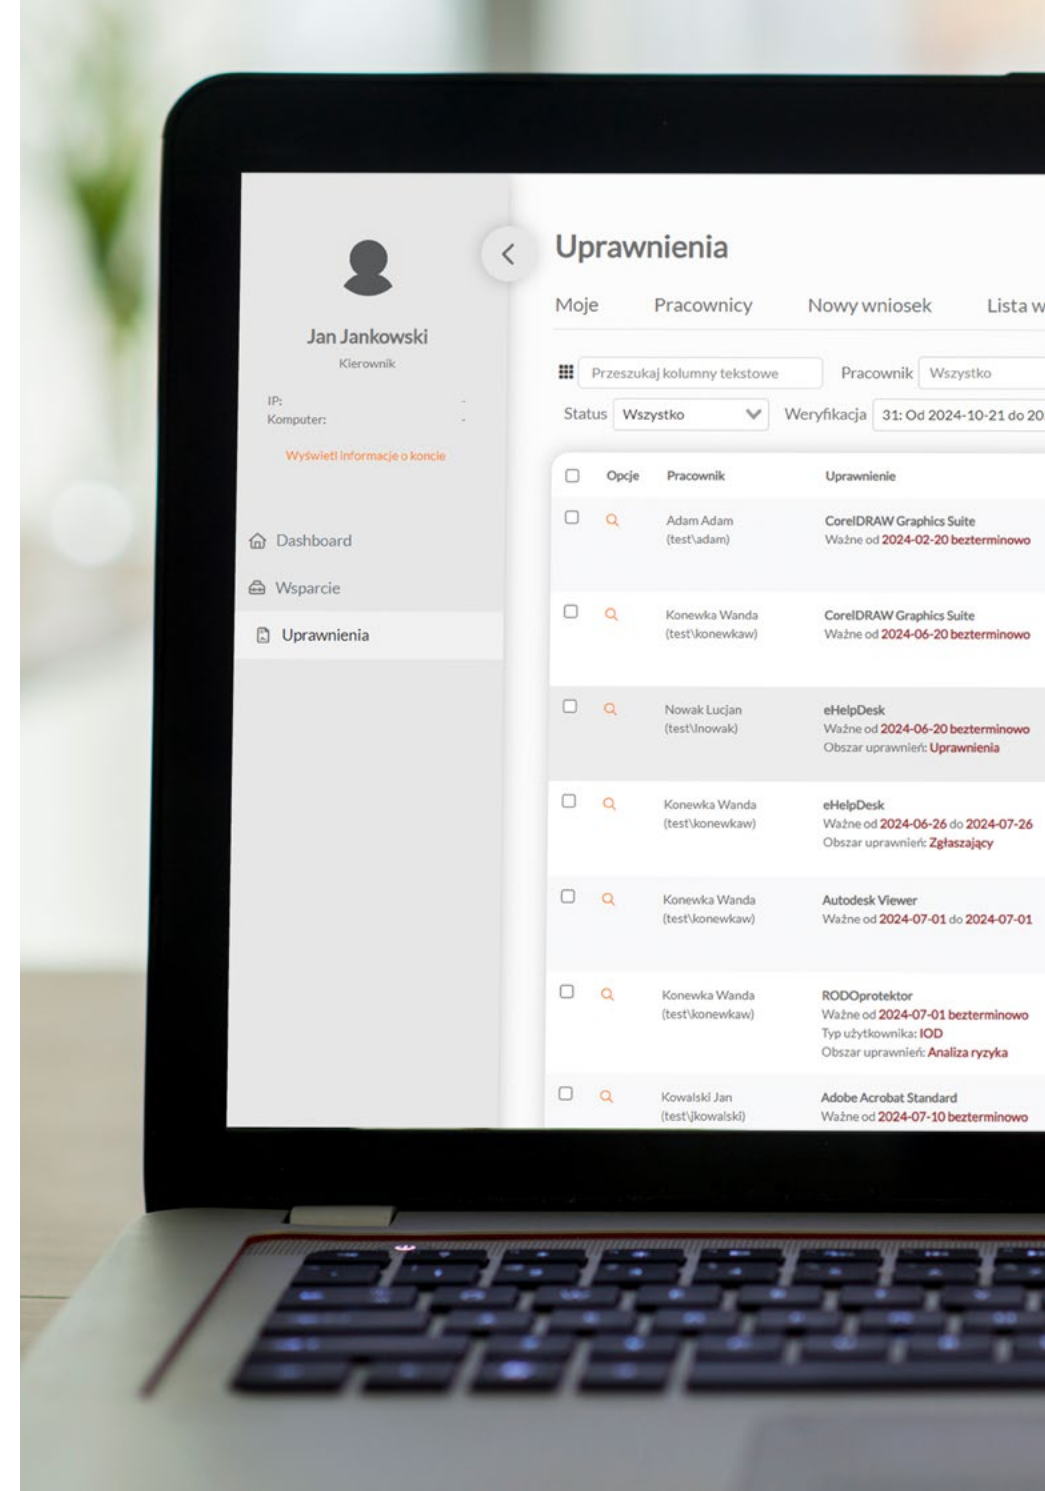 Jan Jankowski
Kierownik
IP: -
Komputer: -
Wyświetl informacje o koncie
Dashboard
Wsparcie
Uprawnienia
Uprawnienia
Moje Pracownicy Nowy wniosek Lista w
Przeszukaj kolumny tekstowe Pracownik Wszystko
Status Wszystko Weryfikacja 31: Od 2024-10-21 do 20
Opcje Pracownik Uprawnienie
Adam Adam CorelDRAW Graphics Suite
(test\adam) Ważne od 2024-02-20 bezterminowo
Konewka Wanda CorelDRAW Graphics Suite
(test\konewkaw) Ważne od 2024-06-20 bezterminowo
Nowak Lucjan eHelpDesk
(test\lnowak) Ważne od 2024-06-20 bezterminowo
Obszar uprawnień: Uprawnienia
Konewka Wanda eHelpDesk
(test\konewkaw) Ważne od 2024-06-26 do 2024-07-26
Obszar uprawnień: Zgłaszający
Konewka Wanda Autodesk Viewer
(test\konewkaw) Ważne od 2024-07-01 do 2024-07-01
Konewka Wanda RODOprotektor
(test\konewkaw) Ważne od 2024-07-01 bezterminowo
Typ użytkownika: IOD
Obszar uprawnień: Analiza ryzyka
Kowalski Jan Adobe Acrobat Standard
(test\jkowalski) Ważne od 2024-07-10 bezterminowo